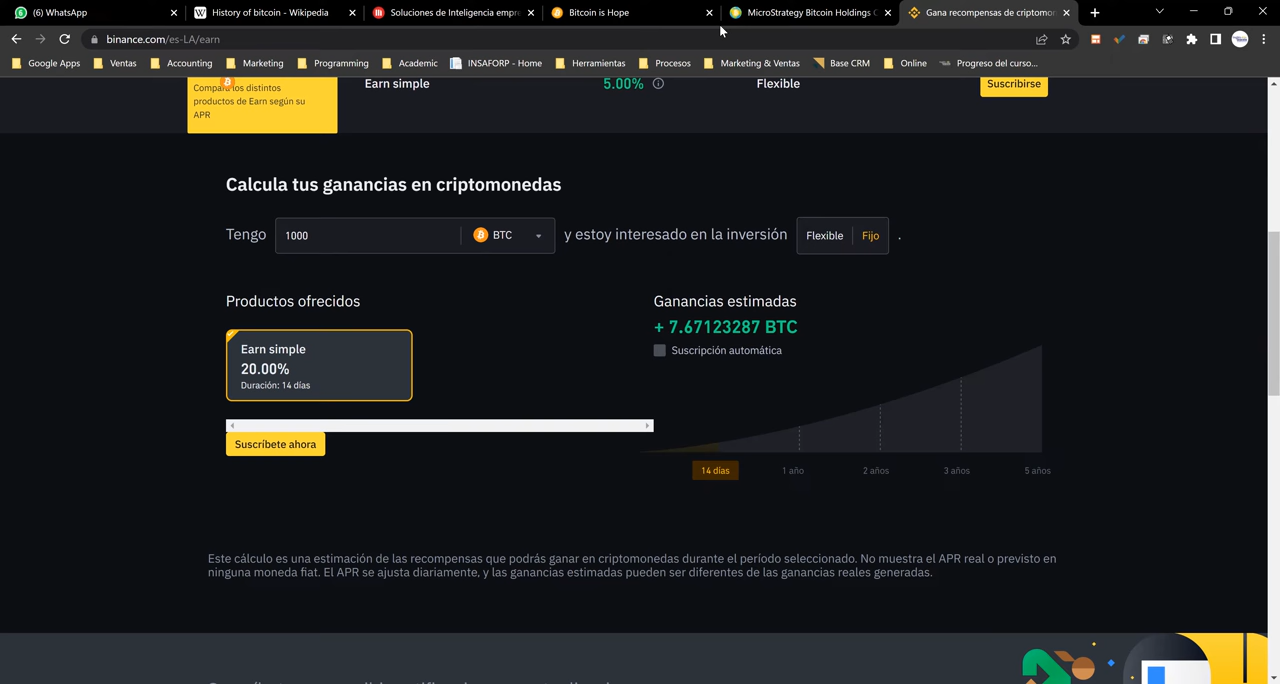 (6) WhatsApp
History of bitcoin - Wikipedia
Soluciones de Inteligencia empre
Bitcoin is Hope
MicroStrategy Bitcoin Holdings C
Gana recompensas de criptomon
binance.com/es-LA/earn
Google Apps Ventas Accounting Marketing Programming Academic INSAFORP - Home Herramientas Procesos Marketing & Ventas Base CRM Online Progreso del curso...
Compara los distintos
productos de Earn según su
APR
Earn simple 5.00% Flexible Suscribirse
Calcula tus ganancias en criptomonedas
Tengo 1000 BTC y estoy interesado en la inversión Flexible Fijo .
Productos ofrecidos
Earn simple
20.00%
Duración: 14 días
Suscríbete ahora
Ganancias estimadas
+ 7.67123287 BTC
Suscripción automática
14 días 1 año 2 años 3 años 5 años
Este cálculo es una estimación de las recompensas que podrás ganar en criptomonedas durante el período seleccionado. No muestra el APR real o previsto en
ninguna moneda fiat. El APR se ajusta diariamente, y las ganancias estimadas pueden ser diferentes de las ganancias reales generadas.